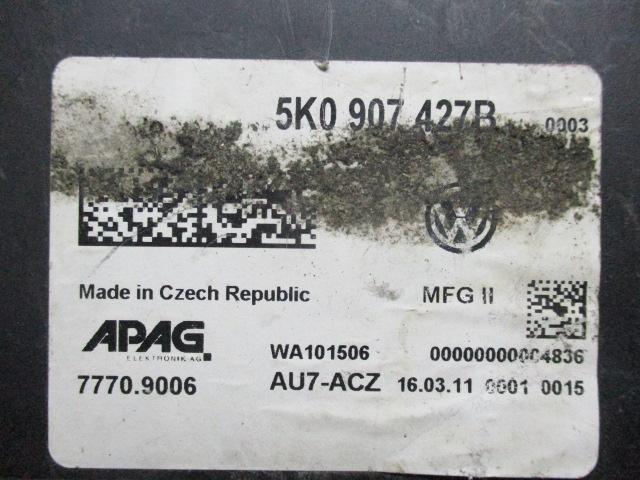 5K0 907 427B 0003
Made in Czech Republic MFG II
APAG
ELEKTRONIK AG
WA101506 00000000004836
7770.9006 AU7-ACZ 16.03.11 0001 0015